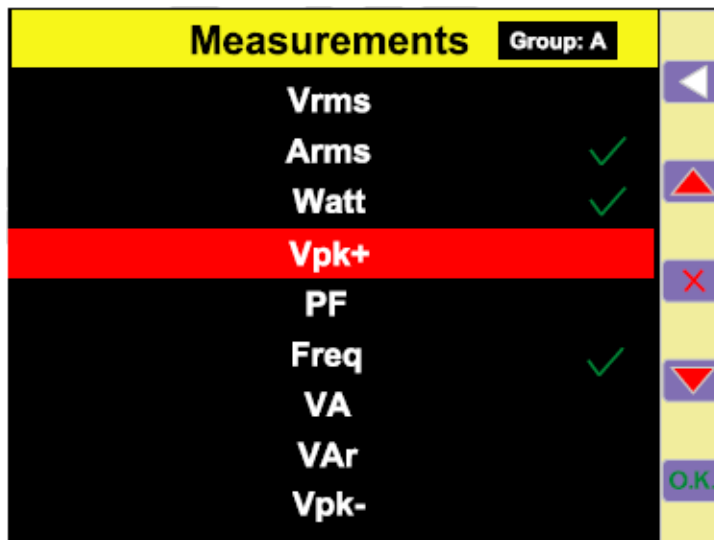 Measurements Group: A
Vrms
Arms
Watt
Vpk+
PF
Freq
VA
VAr
Vpk-
O.K.